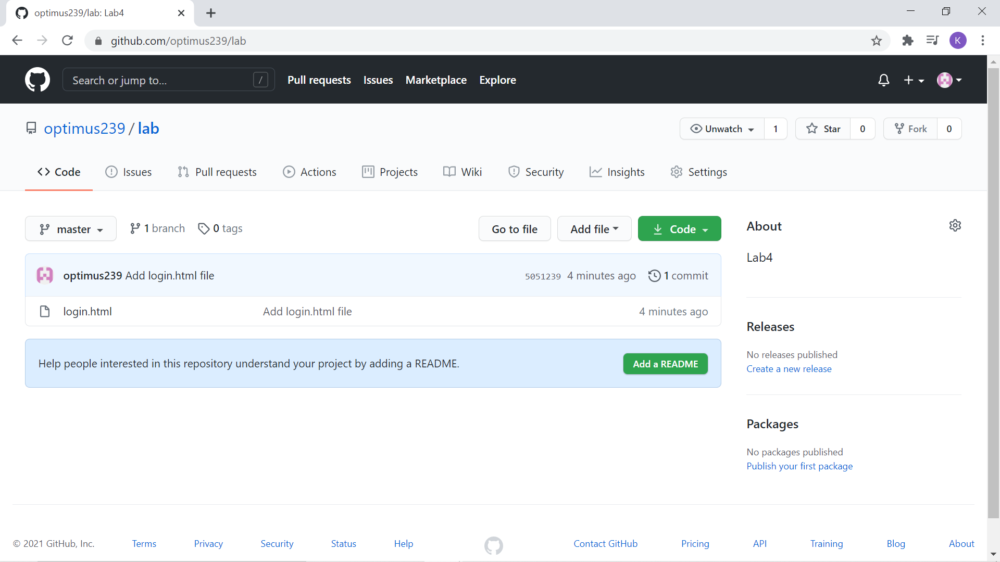 optimus239/lab: Lab4
github.com/optimus239/lab
K
Search or jump to... /
Pull requests Issues Marketplace Explore
optimus239 / lab
Unwatch 1 Star 0 Fork 0
Code Issues Pull requests Actions Projects Wiki Security Insights Settings
master 1 branch 0 tags Go to file Add file Code
optimus239 Add login.html file 5051239 4 minutes ago 1 commit
login.html Add login.html file 4 minutes ago
Help people interested in this repository understand your project by adding a README. Add a README
About
Lab4
Releases
No releases published
Create a new release
Packages
No packages published
Publish your first package
© 2021 GitHub, Inc. Terms Privacy Security Status Help Contact GitHub Pricing API Training Blog About